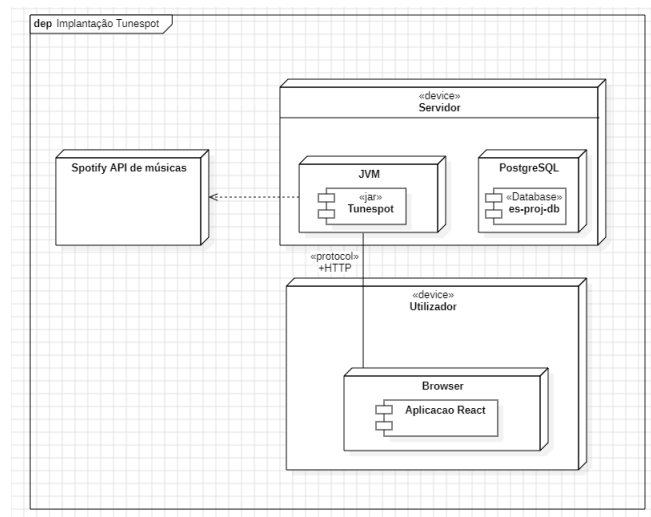 dep Implantação Tunespot
«device»
Servidor
Spotify API de músicas
JVM
«jar»
Tunespot
PostgreSQL
«Database»
es-proj-db
«protocol»
+HTTP
«device»
Utilizador
Browser
Aplicacao React